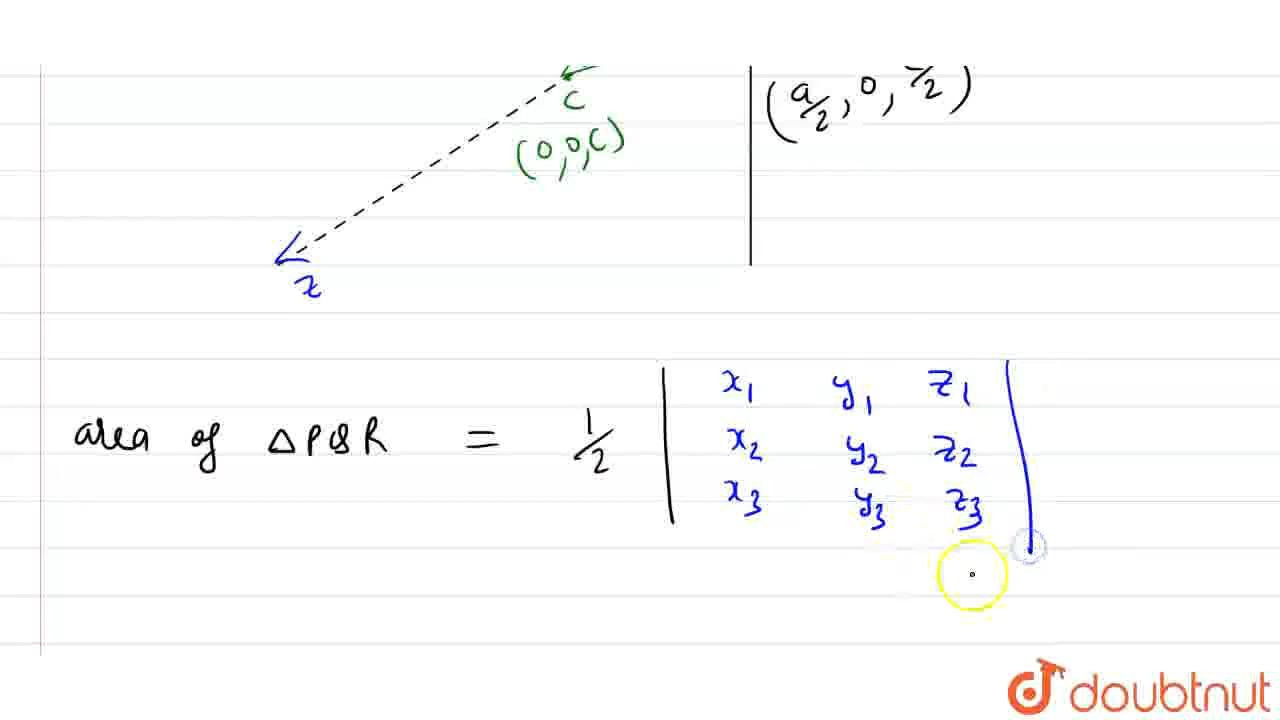 (a/2, 0, /2)
C
(0,0,C)
z
area of △PQR = 1/2 | x1 y1 z1 |
x2 y2 z2
x3 y3 z3
doubtnut